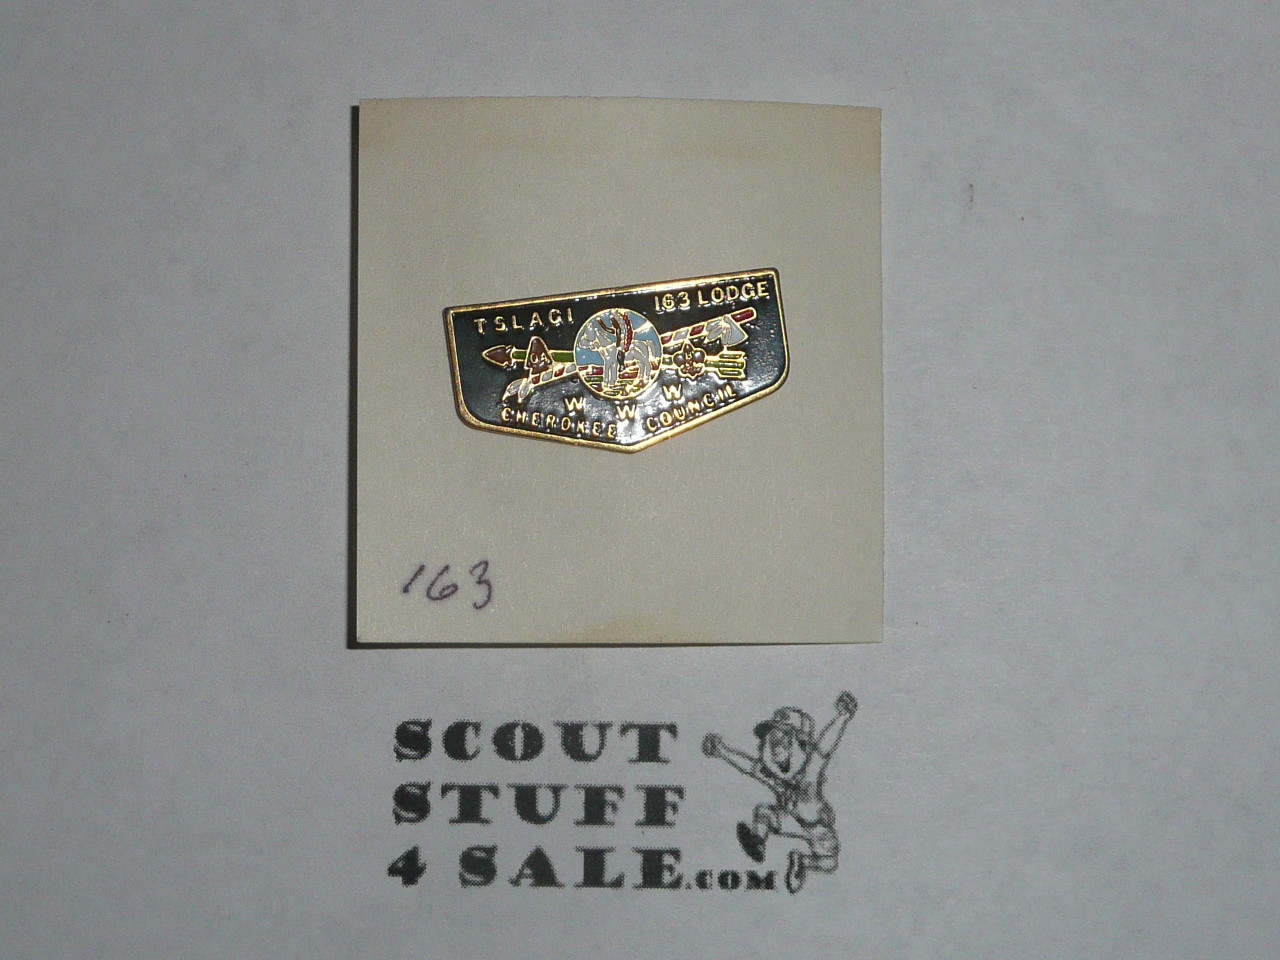 TSLAGI 163 LODGE
OA
W W W
CHEROKEE COUNCIL
163
SCOUT
STUFF
4 SALE.COM